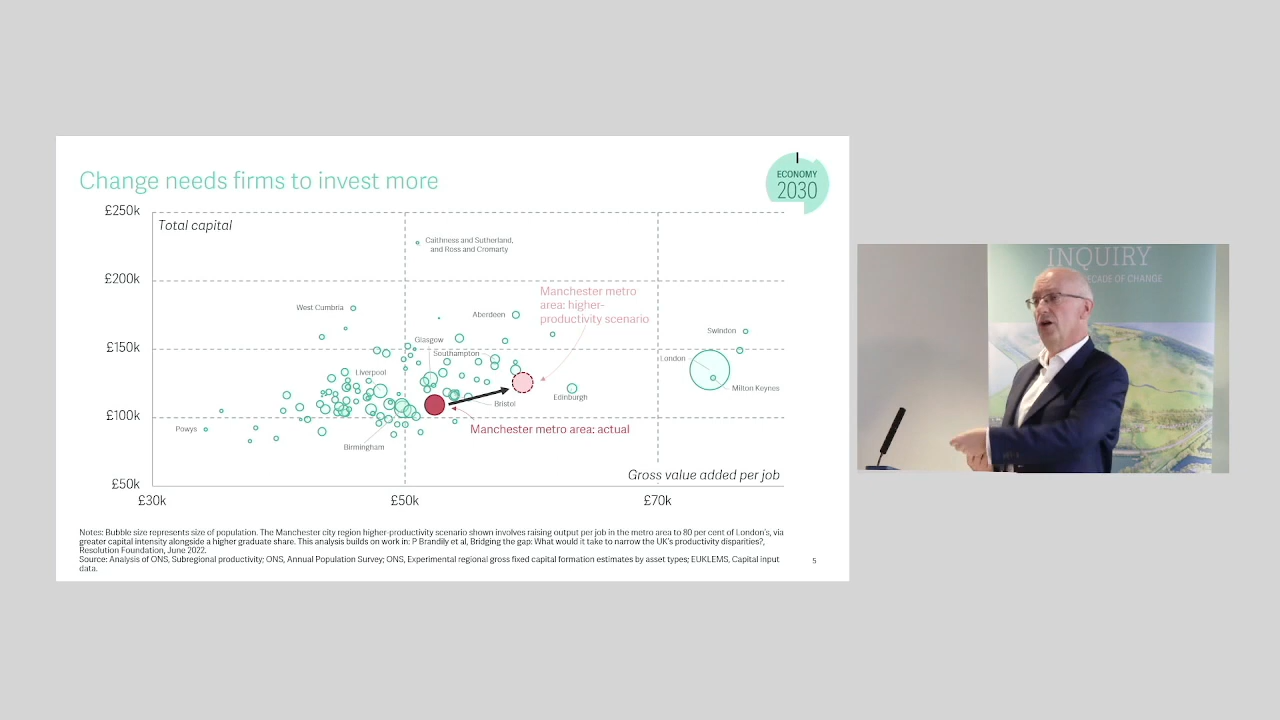 Change needs firms to invest more
ECONOMY
2030
£250k
Total capital
Caithness and Sutherland,
and Ross and Cromarty
£200k
West Cumbria
Aberdeen
Manchester metro
area: higher-
productivity scenario
Swindon
£150k
Glasgow
Southampton
London
Liverpool
Milton Keynes
Edinburgh
Bristol
£100k
Powys
Manchester metro area: actual
Birmingham
Gross value added per job
£50k
£30k
£50k
£70k
Notes: Bubble size represents size of population. The Manchester city region higher-productivity scenario shown involves raising output per job in the metro area to 80 per cent of London's, via
greater capital intensity alongside a higher graduate share. This analysis builds on work in: P Brandily et al, Bridging the gap: What would it take to narrow the UK's productivity disparities?,
Resolution Foundation, June 2022.
Source: Analysis of ONS, Subregional productivity; ONS, Annual Population Survey; ONS, Experimental regional gross fixed capital formation estimates by asset types; EUKLEMS, Capital input
data.
5
INQUIRY
DECADE OF CHANGE